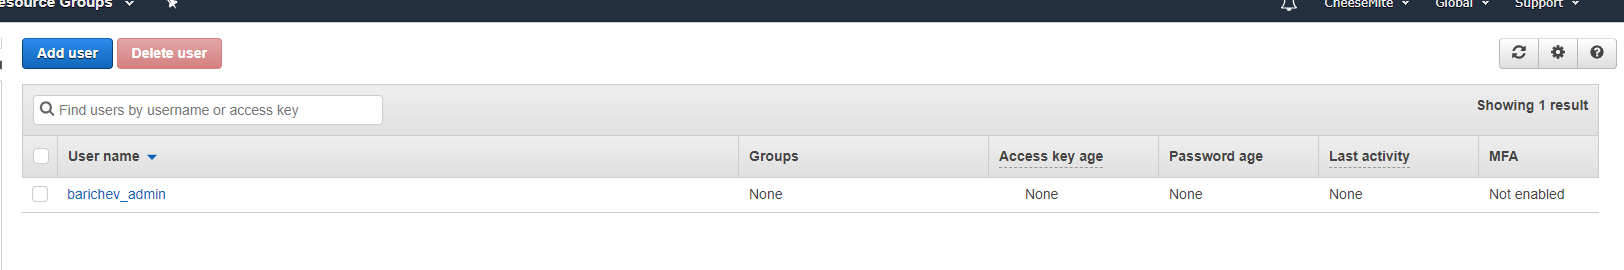 esource Groups
CheeseMite Global Support
Add user Delete user
Find users by username or access key
Showing 1 result
User name Groups Access key age Password age Last activity MFA
barichev_admin None None None None Not enabled